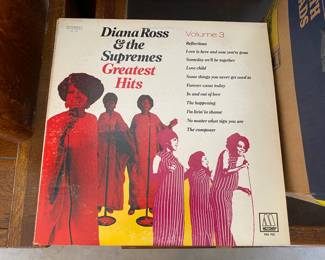 Diana Ross
& the
Supremes
Greatest
Hits
Volume 3
Reflections
Love is here and now you're gone
Someday we'll be together
Love child
Some things you never get used to
Forever came today
In and out of love
The happening
I'm livin' in shame
No matter what sign you are
The composer
M
MOTOWN